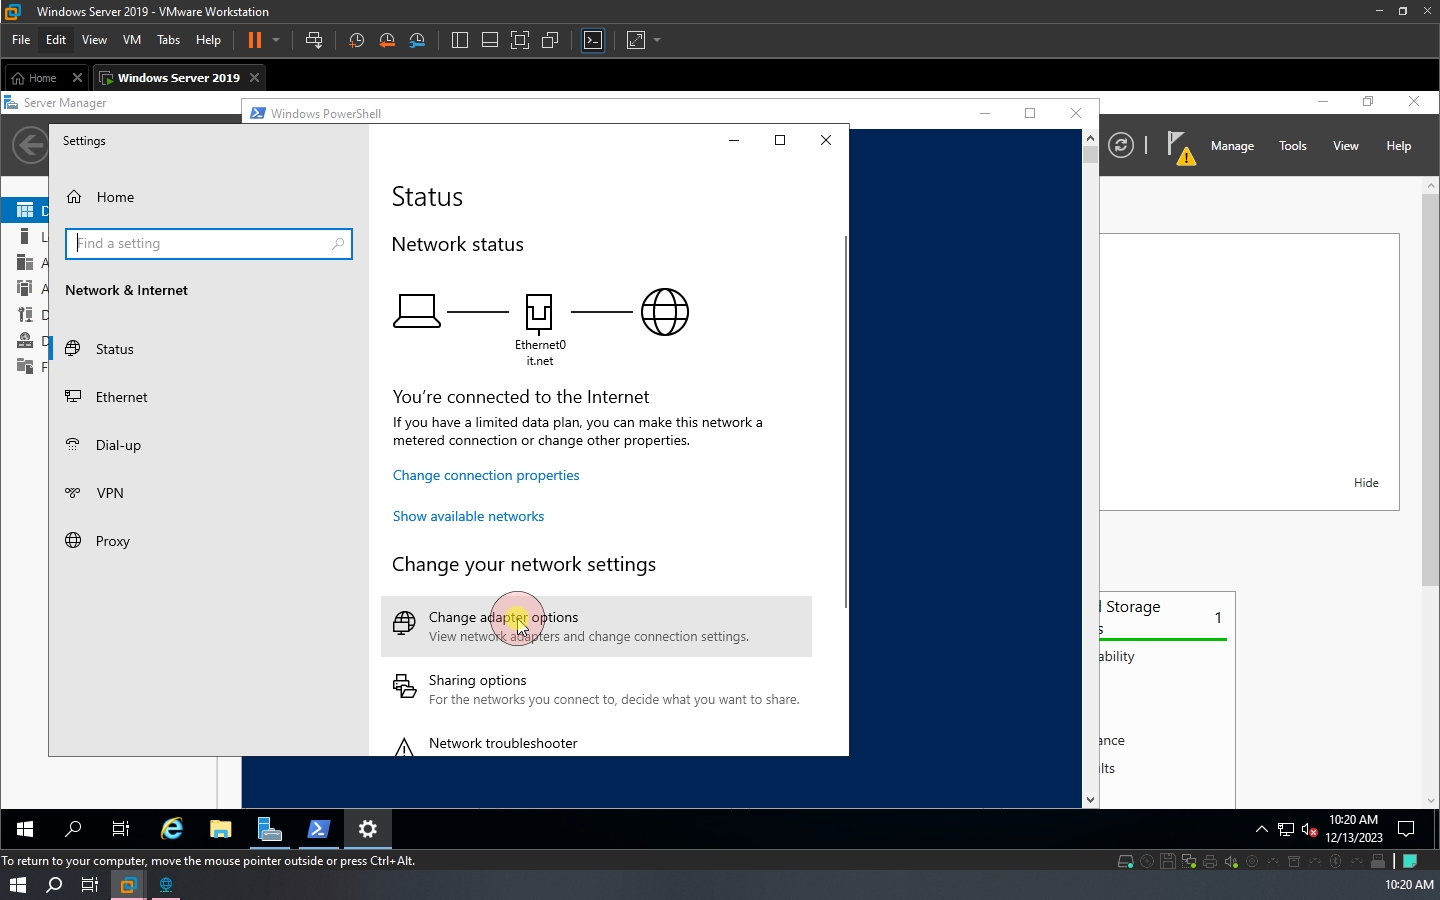 Windows Server 2019 - VMware Workstation
File Edit View VM Tabs Help
Home
Windows Server 2019
Server Manager
Windows PowerShell
Manage Tools View Help
Settings
Home
Find a setting
Network & Internet
Status
Ethernet
Dial-up
VPN
Proxy
Status
Network status
Ethernet0
it.net
You're connected to the Internet
If you have a limited data plan, you can make this network a
metered connection or change other properties.
Change connection properties
Show available networks
Change your network settings
Change adapter options
View network adapters and change connection settings.
Sharing options
For the networks you connect to, decide what you want to share.
Network troubleshooter
Hide
Storage
1
10:20 AM
12/13/2023
To return to your computer, move the mouse pointer outside or press Ctrl+Alt.
10:20 AM